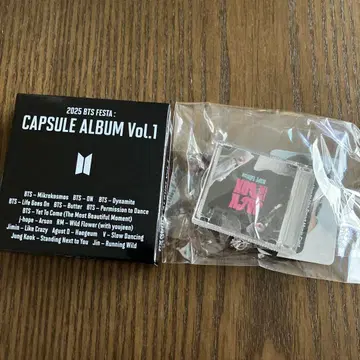 2025 BTS FESTA :
CAPSULE ALBUM Vol.1
BTS – Mikrokosmos BTS – ON BTS – Dynamite
BTS – Life Goes On BTS – Butter BTS – Permission to Dance
BTS – Yet To Come (The Most Beautiful Moment)
j-hope – Arson RM – Wild Flower (with youjeen)
Jimin – Like Crazy Agust D – Haegeum V – Slow Dancing
Jung Kook – Standing Next to You Jin – Running Wild